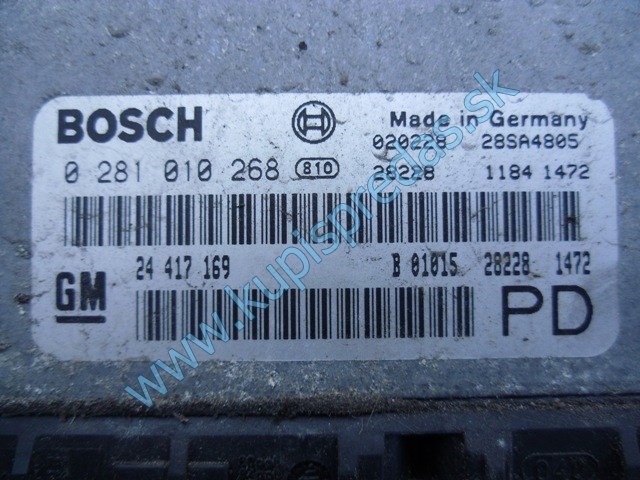 BOSCH
Made in Germany
020228 28SA4805
0 281 010 268 810 28228 1184 1472
24 417 169 B 01015 28228 1472
GM
PD
www.kupispredas.sk